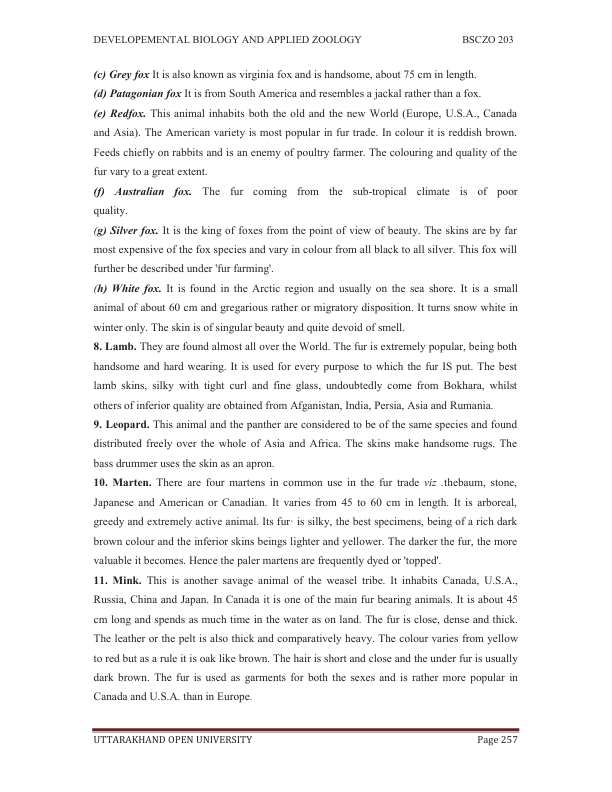 DEVELOPEMENTAL BIOLOGY AND APPLIED ZOOLOGY BSCZO 203
(c) Grey fox It is also known as virginia fox and is handsome, about 75 cm in length.
(d) Patagonian fox It is from South America and resembles a jackal rather than a fox.
(e) Redfox. This animal inhabits both the old and the new World (Europe, U.S.A., Canada
and Asia). The American variety is most popular in fur trade. In colour it is reddish brown.
Feeds chiefly on rabbits and is an enemy of poultry farmer. The colouring and quality of the
fur vary to a great extent.
(f) Australian fox. The fur coming from the sub-tropical climate is of poor
quality.
(g) Silver fox. It is the king of foxes from the point of view of beauty. The skins are by far
most expensive of the fox species and vary in colour from all black to all silver. This fox will
further be described under 'fur farming'.
(h) White fox. It is found in the Arctic region and usually on the sea shore. It is a small
animal of about 60 cm and gregarious rather or migratory disposition. It turns snow white in
winter only. The skin is of singular beauty and quite devoid of smell.
8. Lamb. They are found almost all over the World. The fur is extremely popular, being both
handsome and hard wearing. It is used for every purpose to which the fur IS put. The best
lamb skins, silky with tight curl and fine glass, undoubtedly come from Bokhara, whilst
others of inferior quality are obtained from Afganistan, India, Persia, Asia and Rumania.
9. Leopard. This animal and the panther are considered to be of the same species and found
distributed freely over the whole of Asia and Africa. The skins make handsome rugs. The
bass drummer uses the skin as an apron.
10. Marten. There are four martens in common use in the fur trade viz .thebaum, stone,
Japanese and American or Canadian. It varies from 45 to 60 cm in length. It is arboreal,
greedy and extremely active animal. Its fur· is silky, the best specimens, being of a rich dark
brown colour and the inferior skins beings lighter and yellower. The darker the fur, the more
valuable it becomes. Hence the paler martens are frequently dyed or 'topped'.
11. Mink. This is another savage animal of the weasel tribe. It inhabits Canada, U.S.A.,
Russia, China and Japan. In Canada it is one of the main fur bearing animals. It is about 45
cm long and spends as much time in the water as on land. The fur is close, dense and thick.
The leather or the pelt is also thick and comparatively heavy. The colour varies from yellow
to red but as a rule it is oak like brown. The hair is short and close and the under fur is usually
dark brown. The fur is used as garments for both the sexes and is rather more popular in
Canada and U.S.A. than in Europe.
UTTARAKHAND OPEN UNIVERSITY Page 257